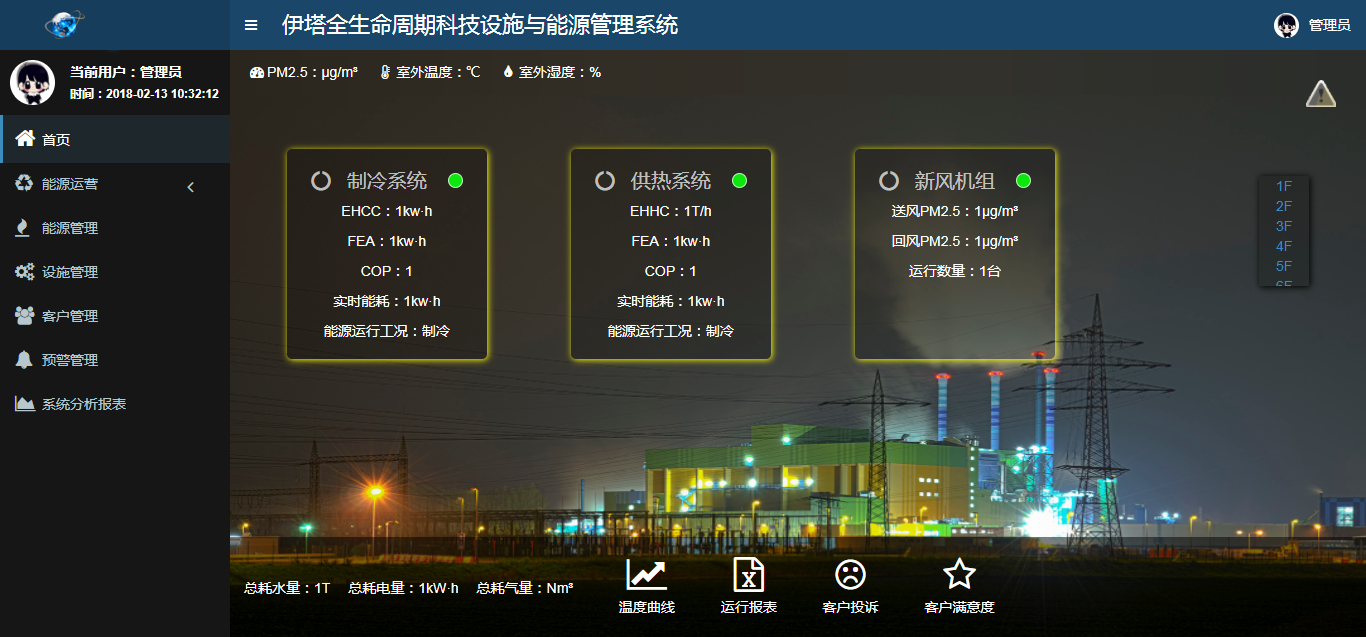 伊塔全生命周期科技设施与能源管理系统
管理员
当前用户：管理员
时间：2018-02-13 10:32:12
首页
能源运营
能源管理
设施管理
客户管理
预警管理
系统分析报表
PM2.5：μg/m³ 室外温度：℃ 室外湿度：%
制冷系统
EHCC：1kw·h
FEA：1kw·h
COP：1
实时能耗：1kw·h
能源运行工况：制冷
供热系统
EHHC：1T/h
FEA：1kw·h
COP：1
实时能耗：1kw·h
能源运行工况：制冷
新风机组
送风PM2.5：1μg/m³
回风PM2.5：1μg/m³
运行数量：1台
1F
2F
3F
4F
5F
6F
总耗水量：1T 总耗电量：1kW·h 总耗气量：Nm³
温度曲线
运行报表
客户投诉
客户满意度